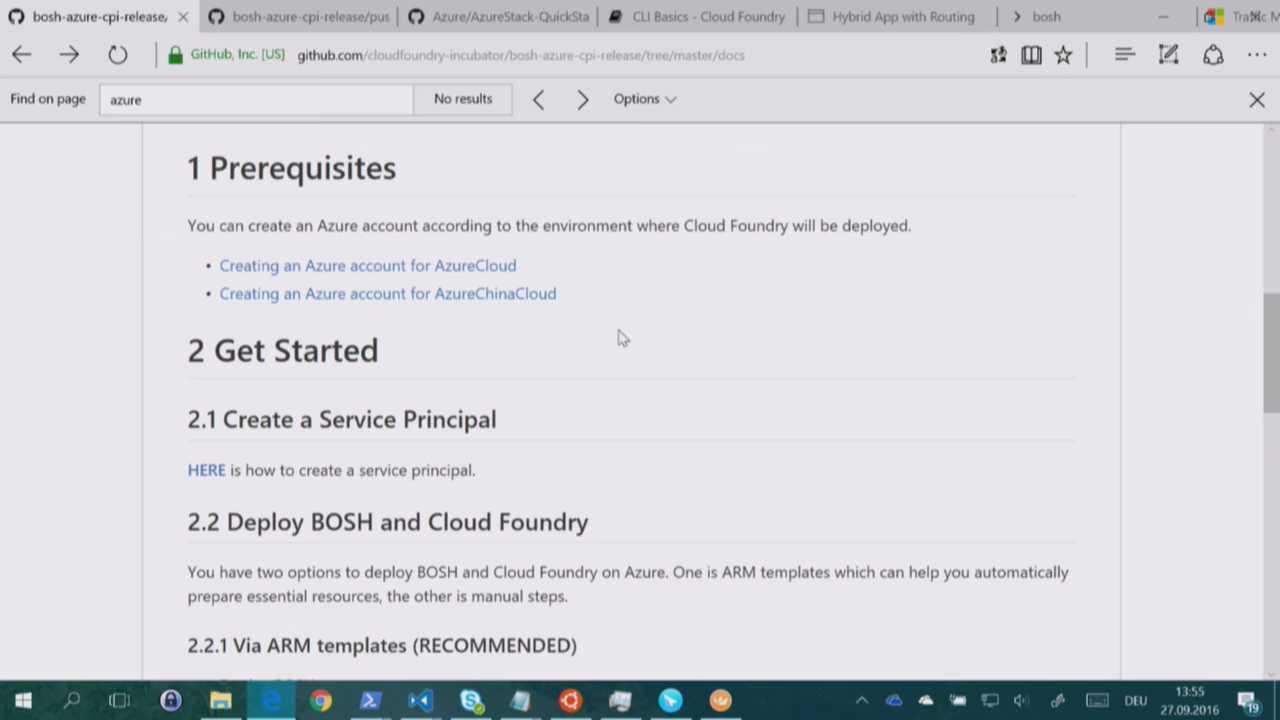 bosh-azure-cpi-release,
bosh-azure-cpi-release/pus
Azure/AzureStack-QuickSta
CLI Basics - Cloud Foundry
Hybrid App with Routing
bosh
GitHub, Inc. [US]
github.com/cloudfoundry-incubator/bosh-azure-cpi-release/tree/master/docs
Find on page
azure
No results
Options
1 Prerequisites
You can create an Azure account according to the environment where Cloud Foundry will be deployed.
• Creating an Azure account for AzureCloud
• Creating an Azure account for AzureChinaCloud
2 Get Started
2.1 Create a Service Principal
HERE is how to create a service principal.
2.2 Deploy BOSH and Cloud Foundry
You have two options to deploy BOSH and Cloud Foundry on Azure. One is ARM templates which can help you automatically
prepare essential resources, the other is manual steps.
2.2.1 Via ARM templates (RECOMMENDED)
DEU
13:55
27.09.2016
19